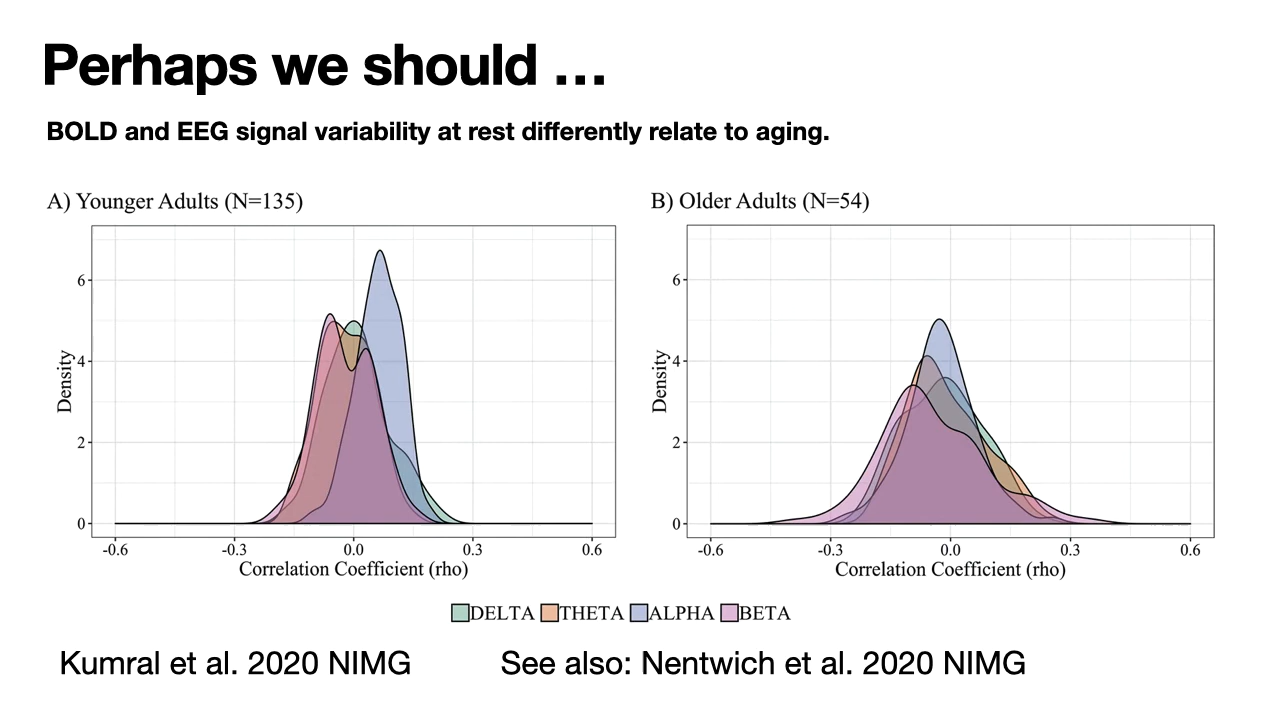 Perhaps we should …
BOLD and EEG signal variability at rest differently relate to aging.
A) Younger Adults (N=135)
B) Older Adults (N=54)
Density
6
4
2
0
-0.6 -0.3 0.0 0.3 0.6
Correlation Coefficient (rho)
Density
6
4
2
0
-0.6 -0.3 0.0 0.3 0.6
Correlation Coefficient (rho)
DELTA THETA ALPHA BETA
Kumral et al. 2020 NIMG
See also: Nentwich et al. 2020 NIMG